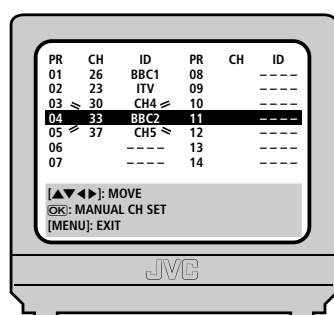 PR CH ID PR CH ID
01 26 BBC1 08 – – – –
02 23 ITV 09 – – – –
03 30 CH4 10 – – – –
04 33 BBC2 11 – – – –
05 37 CH5 12 – – – –
06 – – – – 13 – – – –
07 – – – – 14 – – – –
[▲▼◀▶]: MOVE
OK: MANUAL CH SET
[MENU]: EXIT
JVC